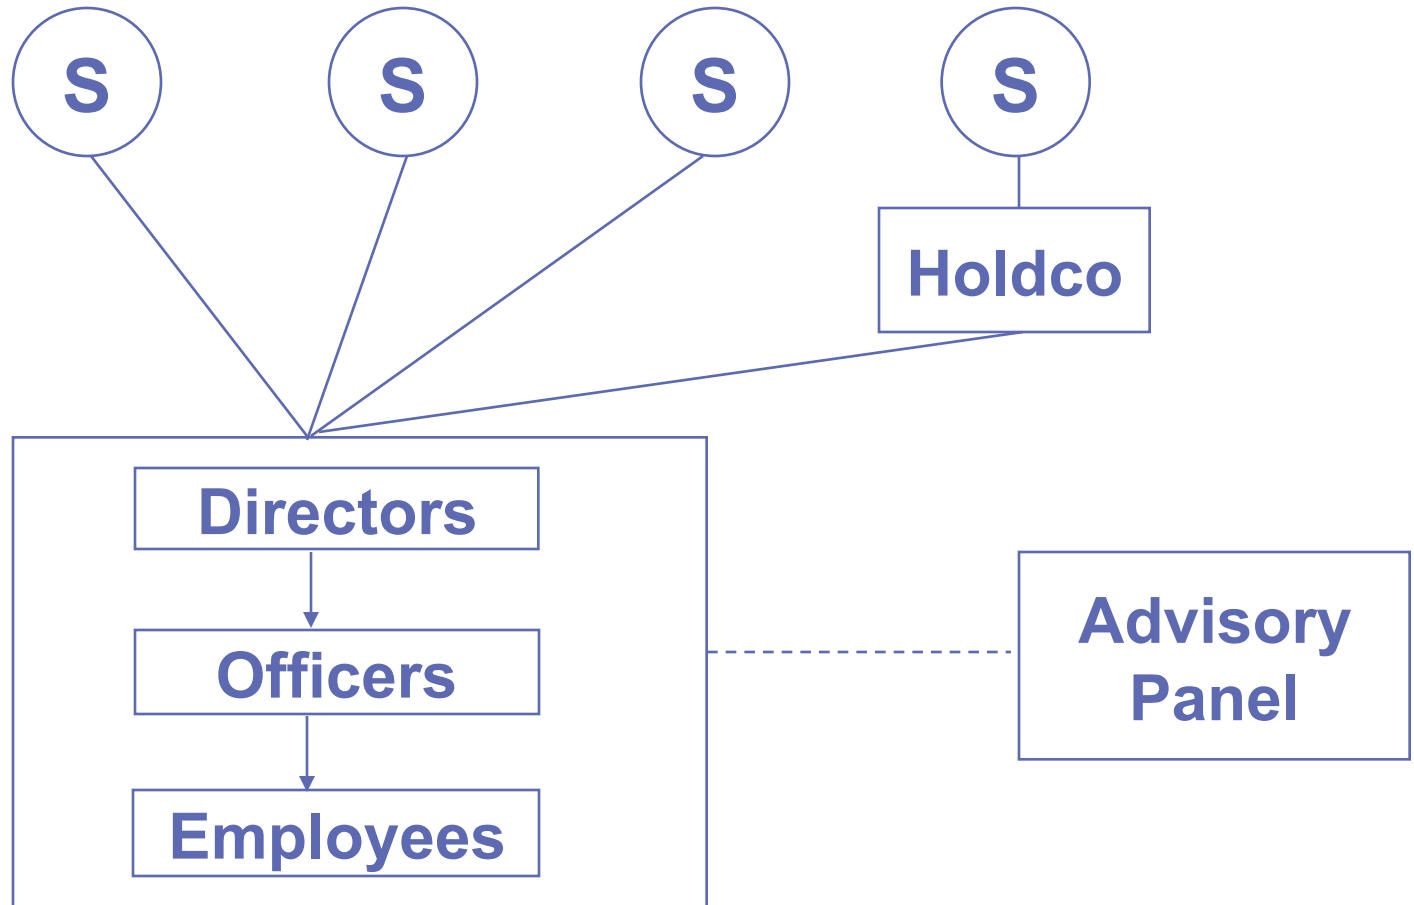 S
S
S
S
Holdco
Directors
Officers
Employees
Advisory
Panel